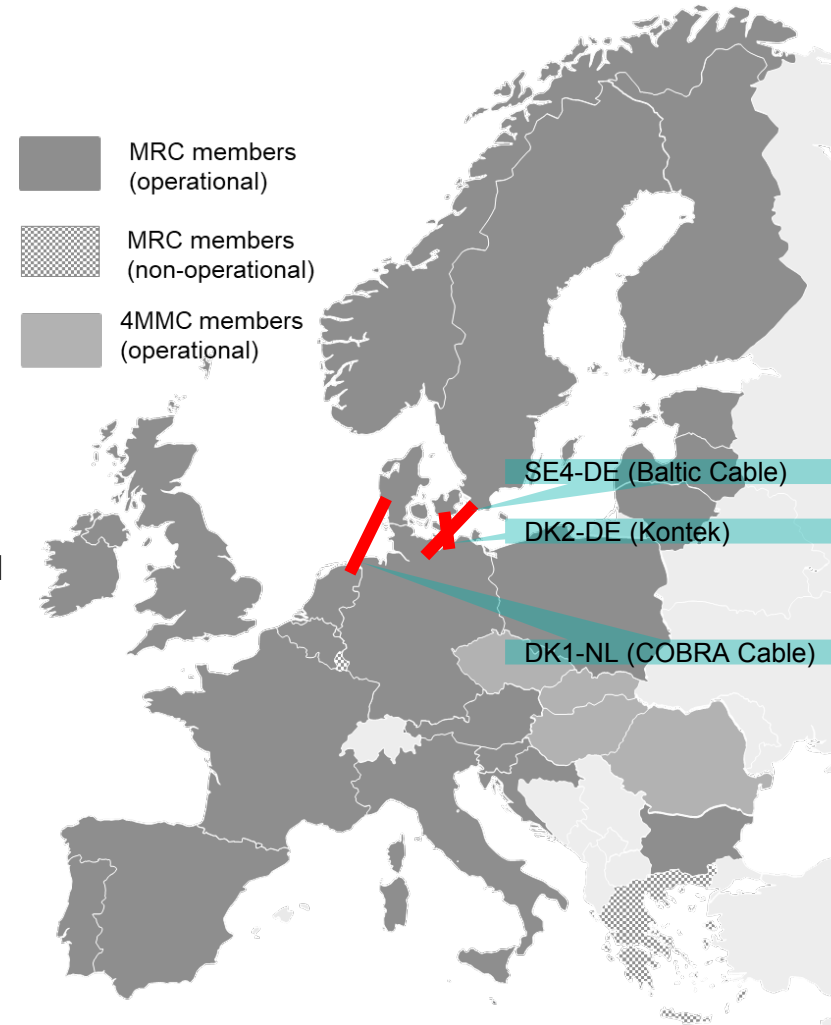 MRC members
(operational)
MRC members
(non-operational)
4MMC members
(operational)
SE4-DE (Baltic Cable)
DK2-DE (Kontek)
DK1-NL (COBRA Cable)